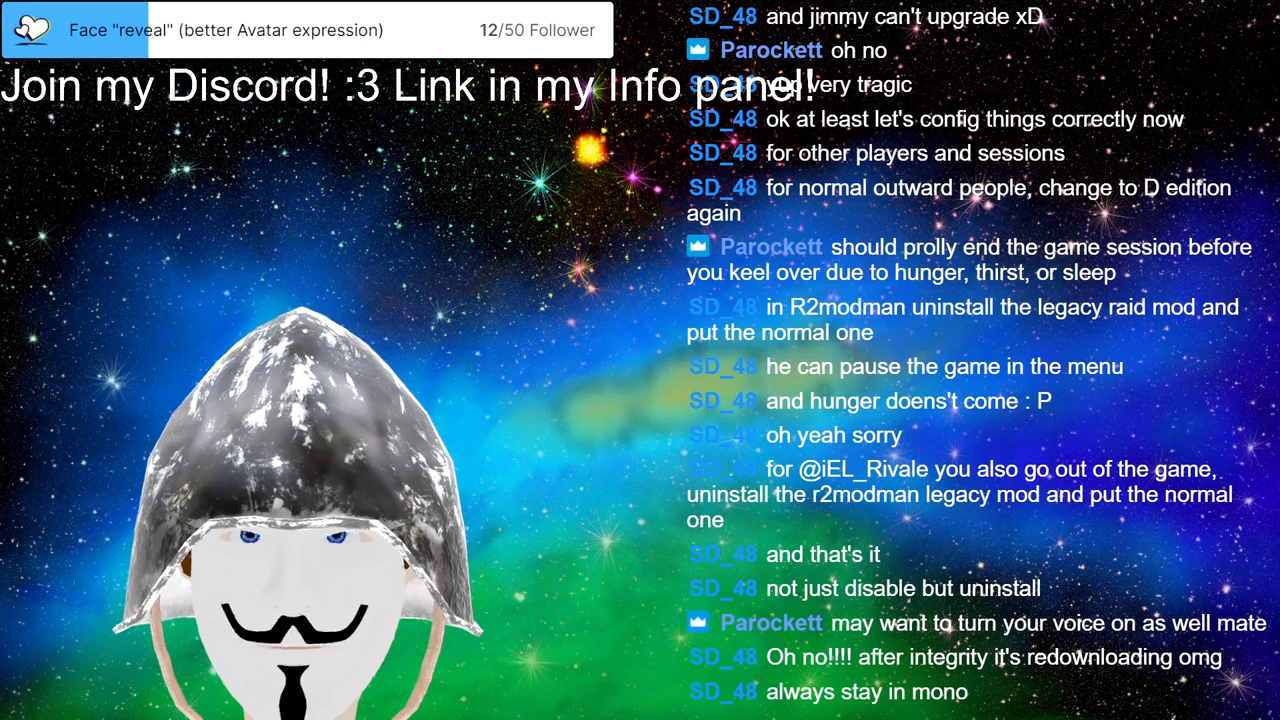 Face "reveal" (better Avatar expression) 12/50 Follower
Join my Discord! :3 Link in my Info panel!
SD_48 and jimmy can't upgrade xD
Parockett oh no
SD_48 yup very tragic
SD_48 ok at least let's config things correctly now
SD_48 for other players and sessions
SD_48 for normal outward people, change to D edition
again
Parockett should prolly end the game session before
you keel over due to hunger, thirst, or sleep
SD_48 in R2modman uninstall the legacy raid mod and
put the normal one
SD_48 he can pause the game in the menu
SD_48 and hunger doens't come : P
SD_48 oh yeah sorry
SD_48 for @iEL_Rivale you also go out of the game,
uninstall the r2modman legacy mod and put the normal
one
SD_48 and that's it
SD_48 not just disable but uninstall
Parockett may want to turn your voice on as well mate
SD_48 Oh no!!!! after integrity it's redownloading omg
SD_48 always stay in mono